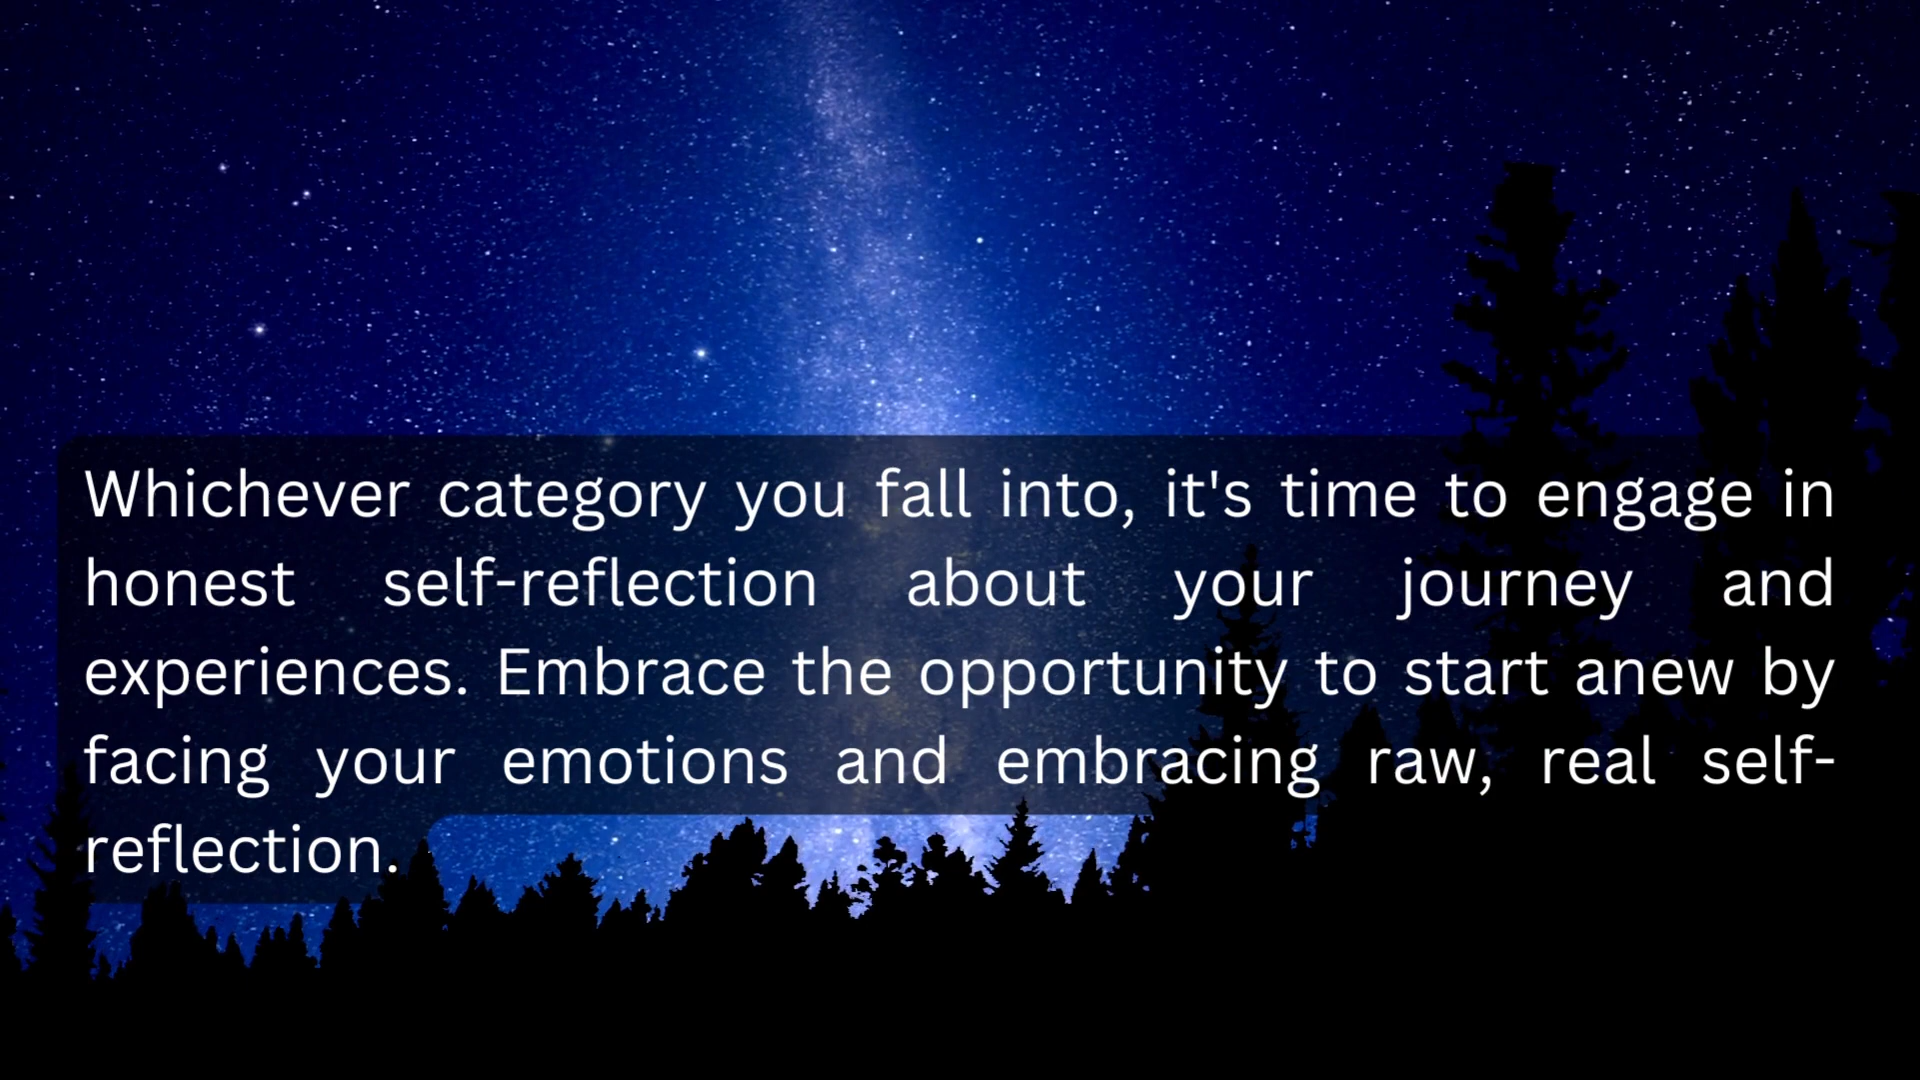 Whichever category you fall into, it's time to engage in
honest self-reflection about your journey and
experiences. Embrace the opportunity to start anew by
facing your emotions and embracing raw, real self-
reflection.